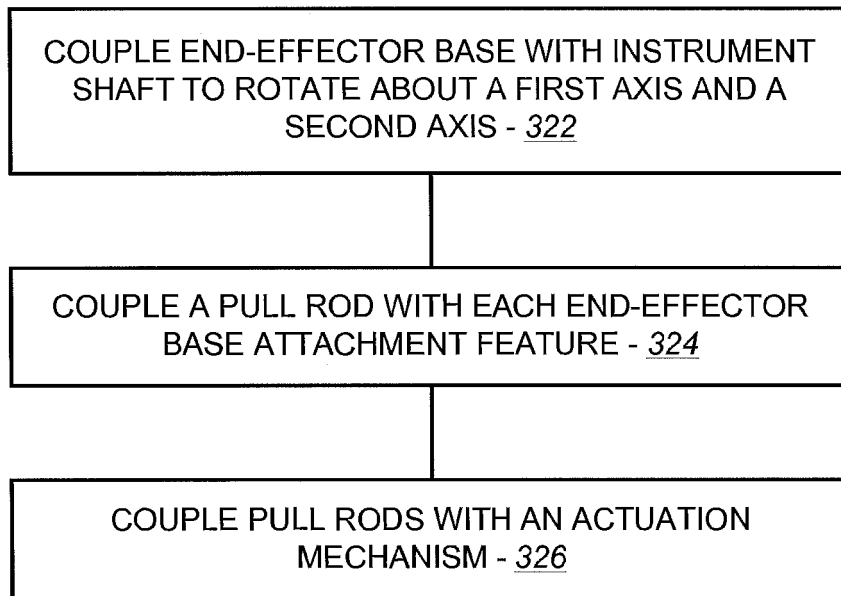 COUPLE END-EFFECTOR BASE WITH INSTRUMENT
SHAFT TO ROTATE ABOUT A FIRST AXIS AND A
SECOND AXIS - 322
COUPLE A PULL ROD WITH EACH END-EFFECTOR
BASE ATTACHMENT FEATURE - 324
COUPLE PULL RODS WITH AN ACTUATION
MECHANISM - 326